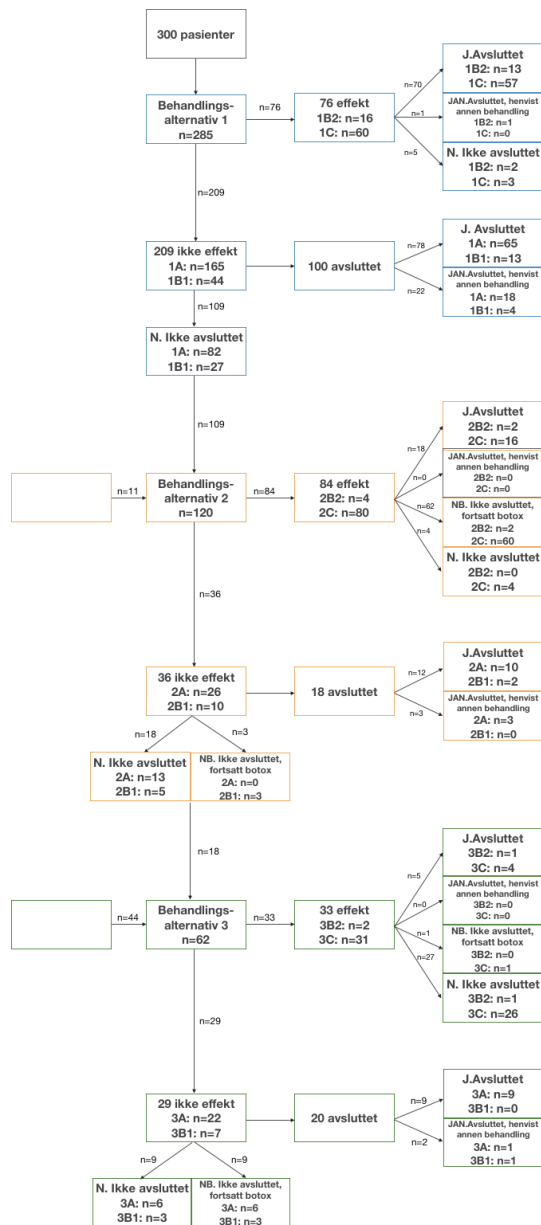 300 pasienter
Behandlings-
alternativ 1
n=285
n=76
76 effekt
1B2: n=16
1C: n=60
n=70
n=1
n=5
J.Avsluttet
1B2: n=13
1C: n=57
JAN.Avsluttet, henvist
annen behandling
1B2: n=1
1C: n=0
N. Ikke avsluttet
1B2: n=2
1C: n=3
n=209
209 ikke effekt
1A: n=165
1B1: n=44
100 avsluttet
n=78
n=22
J. Avsluttet
1A: n=65
1B1: n=13
JAN.Avsluttet, henvist
annen behandling
1A: n=18
1B1: n=4
n=109
N. Ikke avsluttet
1A: n=82
1B1: n=27
n=109
n=11
Behandlings-
alternativ 2
n=120
n=84
84 effekt
2B2: n=4
2C: n=80
n=18
n=0
n=62
n=4
J.Avsluttet
2B2: n=2
2C: n=16
JAN.Avsluttet, henvist
annen behandling
2B2: n=0
2C: n=0
NB. Ikke avsluttet,
fortsatt botox
2B2: n=2
2C: n=60
N. Ikke avsluttet
2B2: n=0
2C: n=4
n=36
36 ikke effekt
2A: n=26
2B1: n=10
18 avsluttet
n=12
n=3
J.Avsluttet
2A: n=10
2B1: n=2
JAN.Avsluttet, henvist
annen behandling
2A: n=3
2B1: n=0
n=18
n=3
N. Ikke avsluttet
2A: n=13
2B1: n=5
NB. Ikke avsluttet,
fortsatt botox
2A: n=0
2B1: n=3
n=18
n=44
Behandlings-
alternativ 3
n=62
n=33
33 effekt
3B2: n=2
3C: n=31
n=5
n=0
n=1
n=27
J.Avsluttet
3B2: n=1
3C: n=4
JAN.Avsluttet, henvist
annen behandling
3B2: n=0
3C: n=0
NB. Ikke avsluttet,
fortsatt botox
3B2: n=0
3C: n=1
N. Ikke avsluttet
3B2: n=1
3C: n=26
n=29
29 ikke effekt
3A: n=22
3B1: n=7
20 avsluttet
n=9
n=2
J.Avsluttet
3A: n=9
3B1: n=0
JAN.Avsluttet, henvist
annen behandling
3A: n=1
3B1: n=1
n=9
n=9
N. Ikke avsluttet
3A: n=6
3B1: n=3
NB. Ikke avsluttet,
fortsatt botox
3A: n=6
3B1: n=3